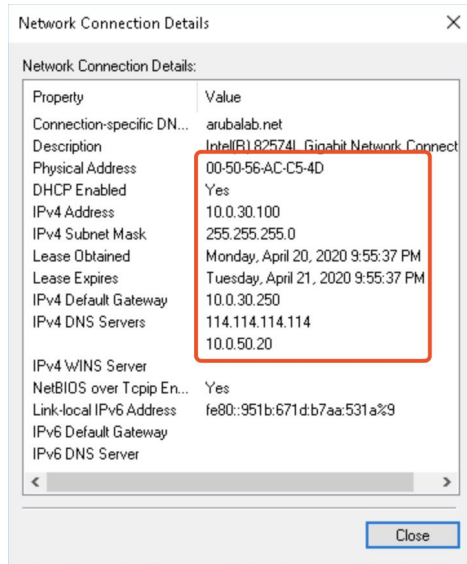 Network Connection Details
Network Connection Details:
Property Value
Connection-specific DN... arubalab.net
Description Intel(R) 82574L Gigabit Network Connect
Physical Address 00-50-56-AC-C5-4D
DHCP Enabled Yes
IPv4 Address 10.0.30.100
IPv4 Subnet Mask 255.255.255.0
Lease Obtained Monday, April 20, 2020 9:55:37 PM
Lease Expires Tuesday, April 21, 2020 9:55:37 PM
IPv4 Default Gateway 10.0.30.250
IPv4 DNS Servers 114.114.114.114
10.0.50.20
IPv4 WINS Server
NetBIOS over Tcpip En... Yes
Link-local IPv6 Address fe80::951b:671d:b7aa:531a%9
IPv6 Default Gateway
IPv6 DNS Server
Close